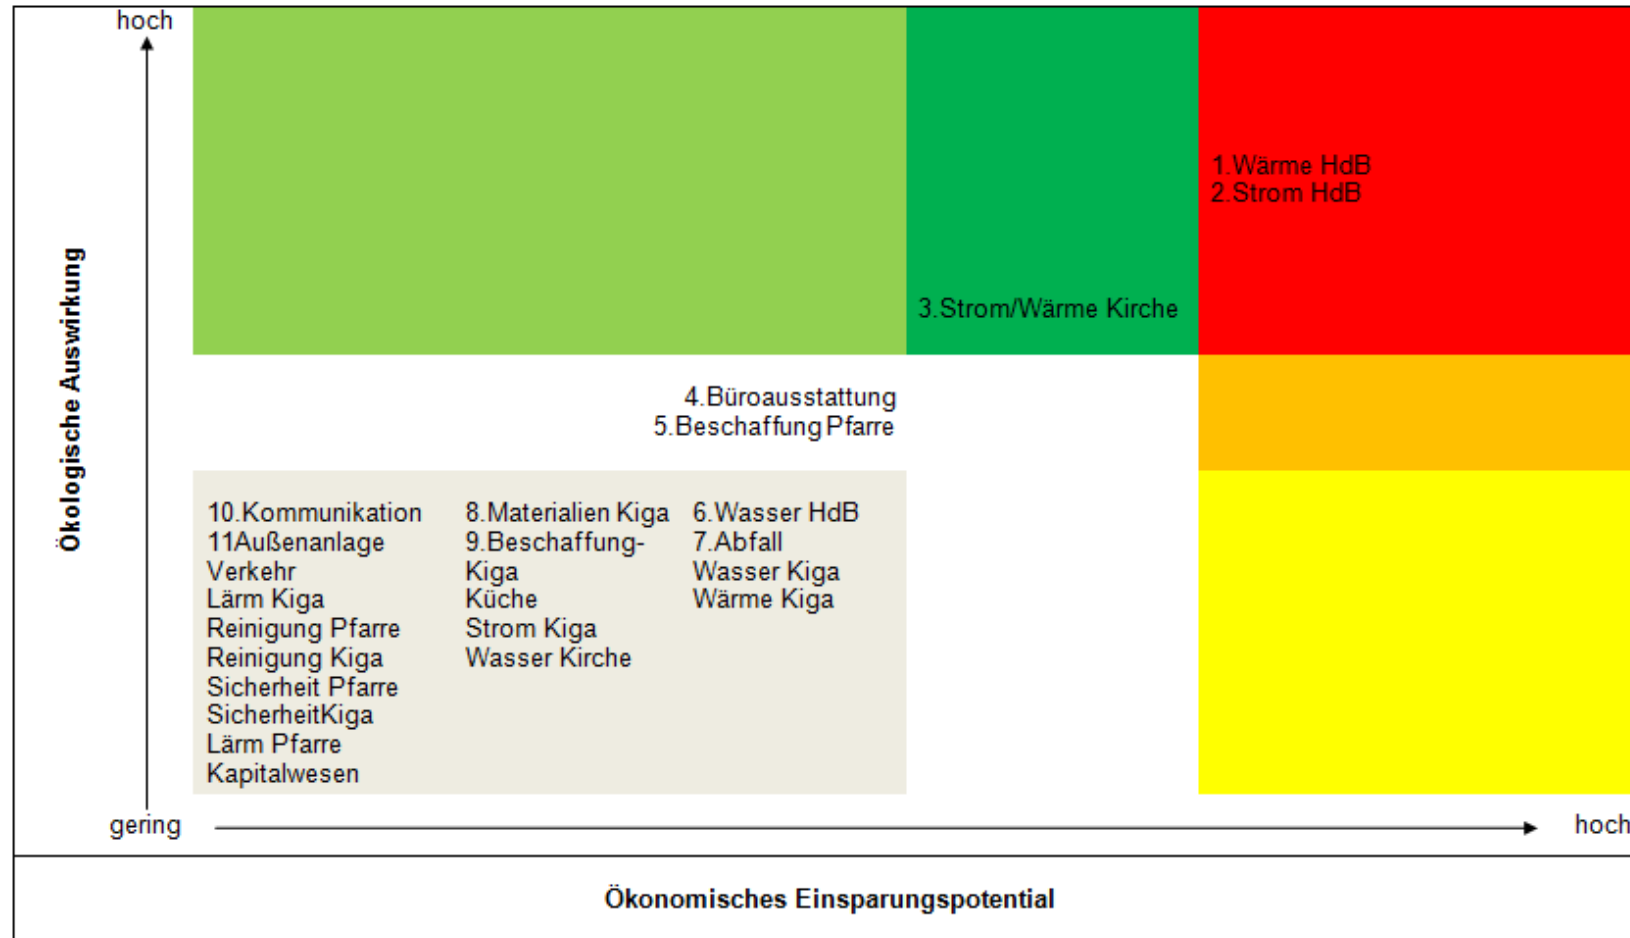 hoch
Ökologische Auswirkung
1.Wärme HdB
2.Strom HdB
3.Strom/Wärme Kirche
4.Büroausstattung
5.Beschaffung Pfarre
10.Kommunikation
11Außenanlage
Verkehr
Lärm Kiga
Reinigung Pfarre
Reinigung Kiga
Sicherheit Pfarre
SicherheitKiga
Lärm Pfarre
Kapitalwesen
8.Materialien Kiga
9.Beschaffung-
Kiga
Küche
Strom Kiga
Wasser Kirche
6.Wasser HdB
7.Abfall
Wasser Kiga
Wärme Kiga
gering
hoch
Ökonomisches Einsparungspotential